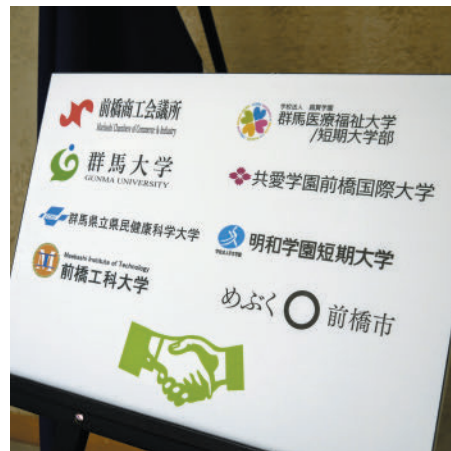 前橋商工会議所
Maebashi Chamber of Commerce & Industry
群馬大学
GUNMA UNIVERSITY
群馬県立県民健康科学大学
Maebashi Institute of Technology
前橋工科大学
学校法人 昌賢学園
群馬医療福祉大学
/短期大学部
共愛学園前橋国際大学
明和学園短期大学
めぶく 前橋市